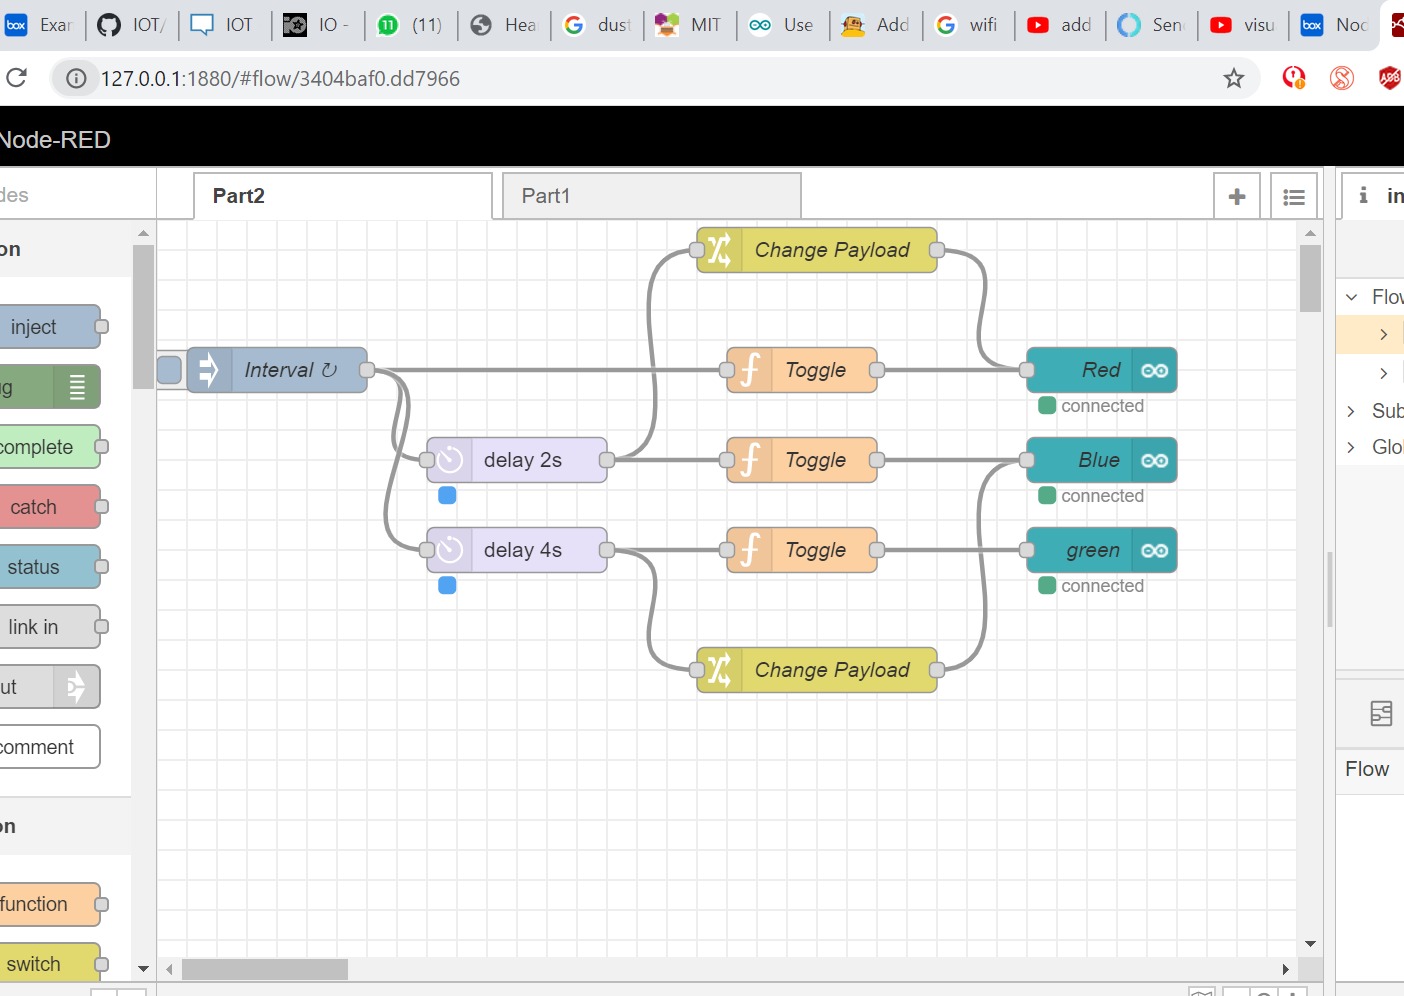 Exar
IOT/
IOT
IO -
(11)
Hea
dust
MIT
Use
Add
wifi
add
Sen
visu
Nod
127.0.0.1:1880/#flow/3404baf0.dd7966
Node-RED
des
Part2
Part1
in
on
Change Payload
Flow
inject
Interval ↻
Toggle
Red
connected
ug
Sub
complete
delay 2s
Toggle
Blue
connected
Glo
catch
delay 4s
Toggle
green
connected
status
link in
Change Payload
ut
comment
Flow
on
function
switch